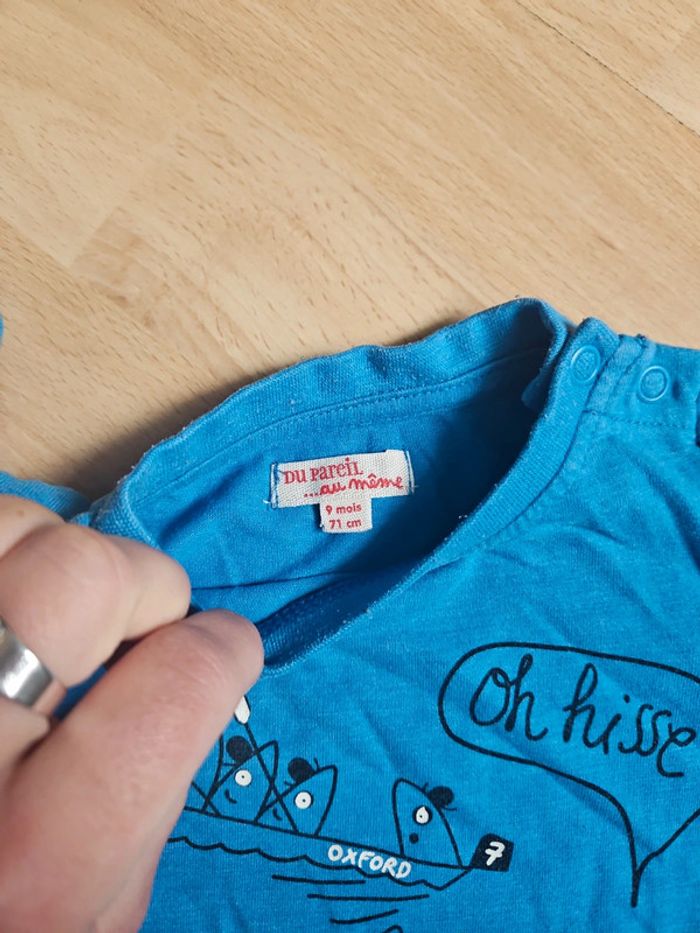 DU PAREIL
...au même
9 mois
71 cm
oh hisse
OXFORD
7